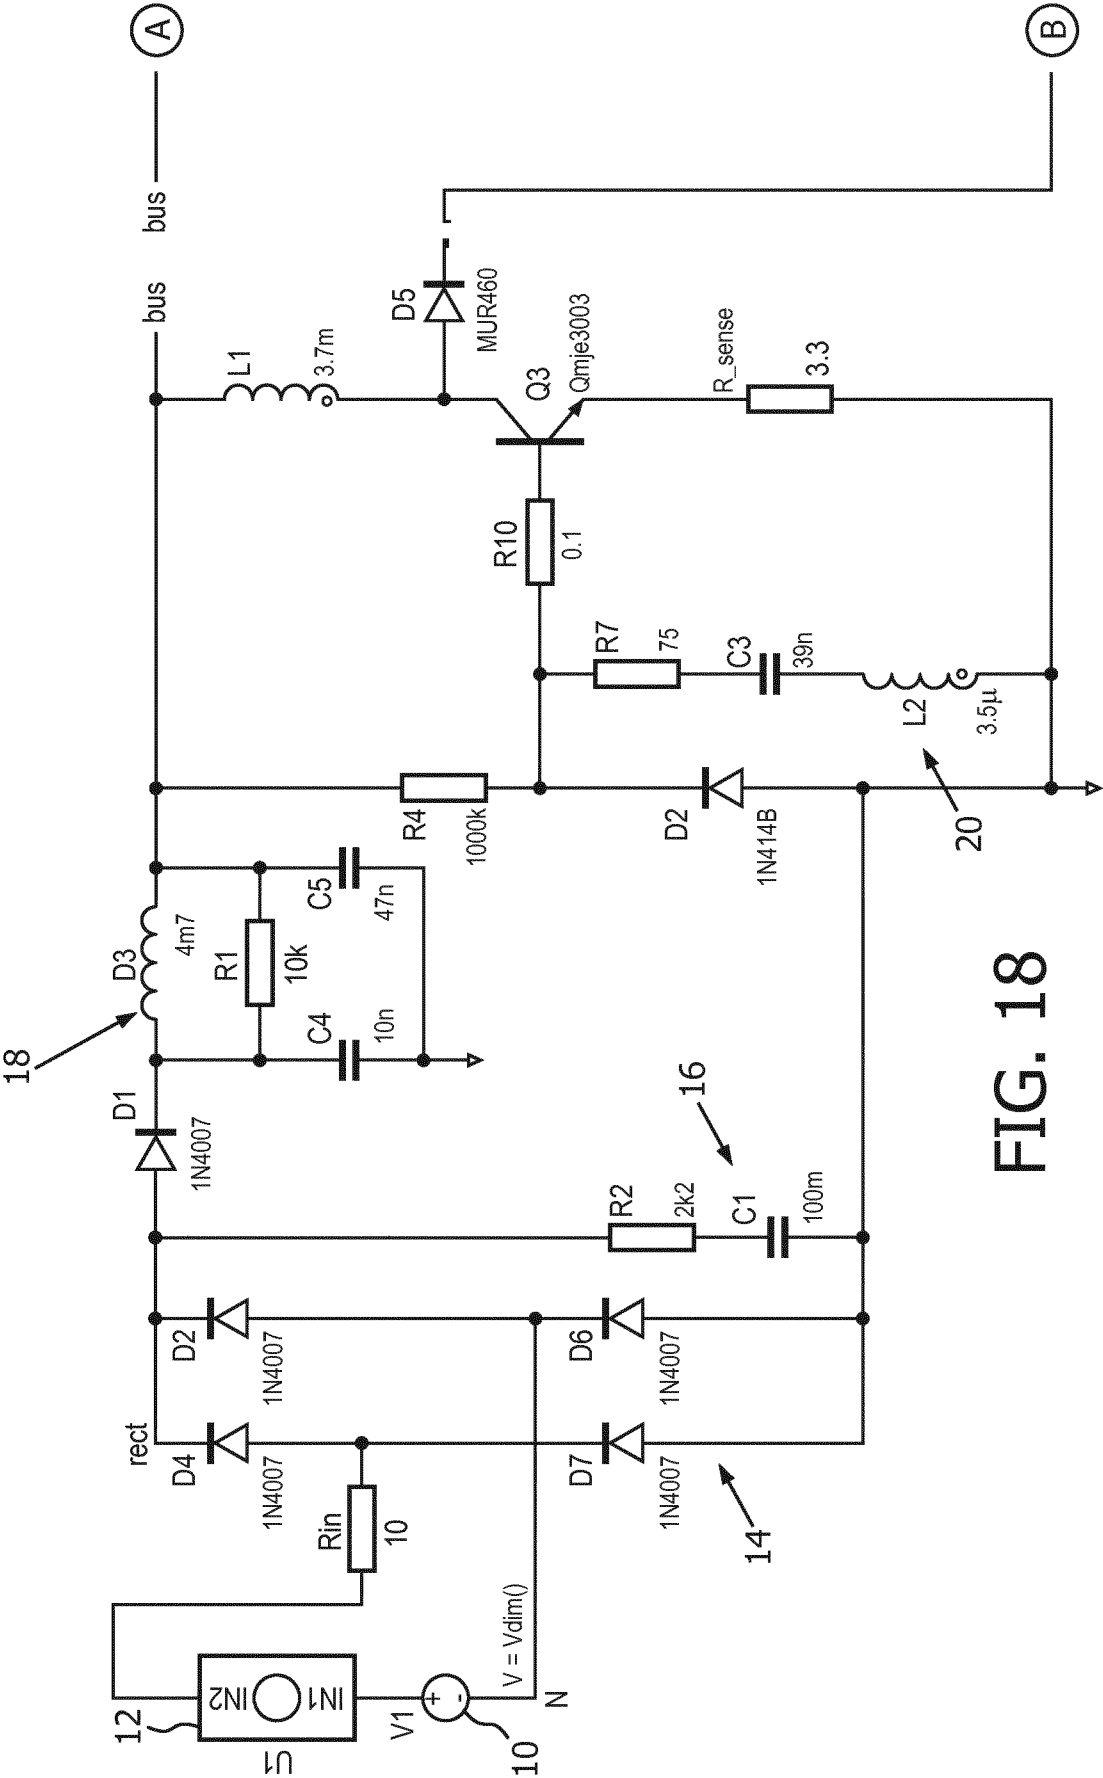 A
B
bus
bus
L1
3.7m
D5
MUR460
Q3
Qmje3003
R_sense
3.3
R10
0.1
R7
75
C3
39n
L2
3.5µ
20
R4
1000k
D2
1N414B
18
D3
4m7
R1
10k
C5
47n
C4
10n
D1
1N4007
16
R2
2k2
C1
100m
rect
D2
1N4007
D6
1N4007
D4
1N4007
D7
1N4007
14
Rin
10
12
IN2
IN1
U1
V1
+
-
V = Vdim()
N
10
FIG. 18